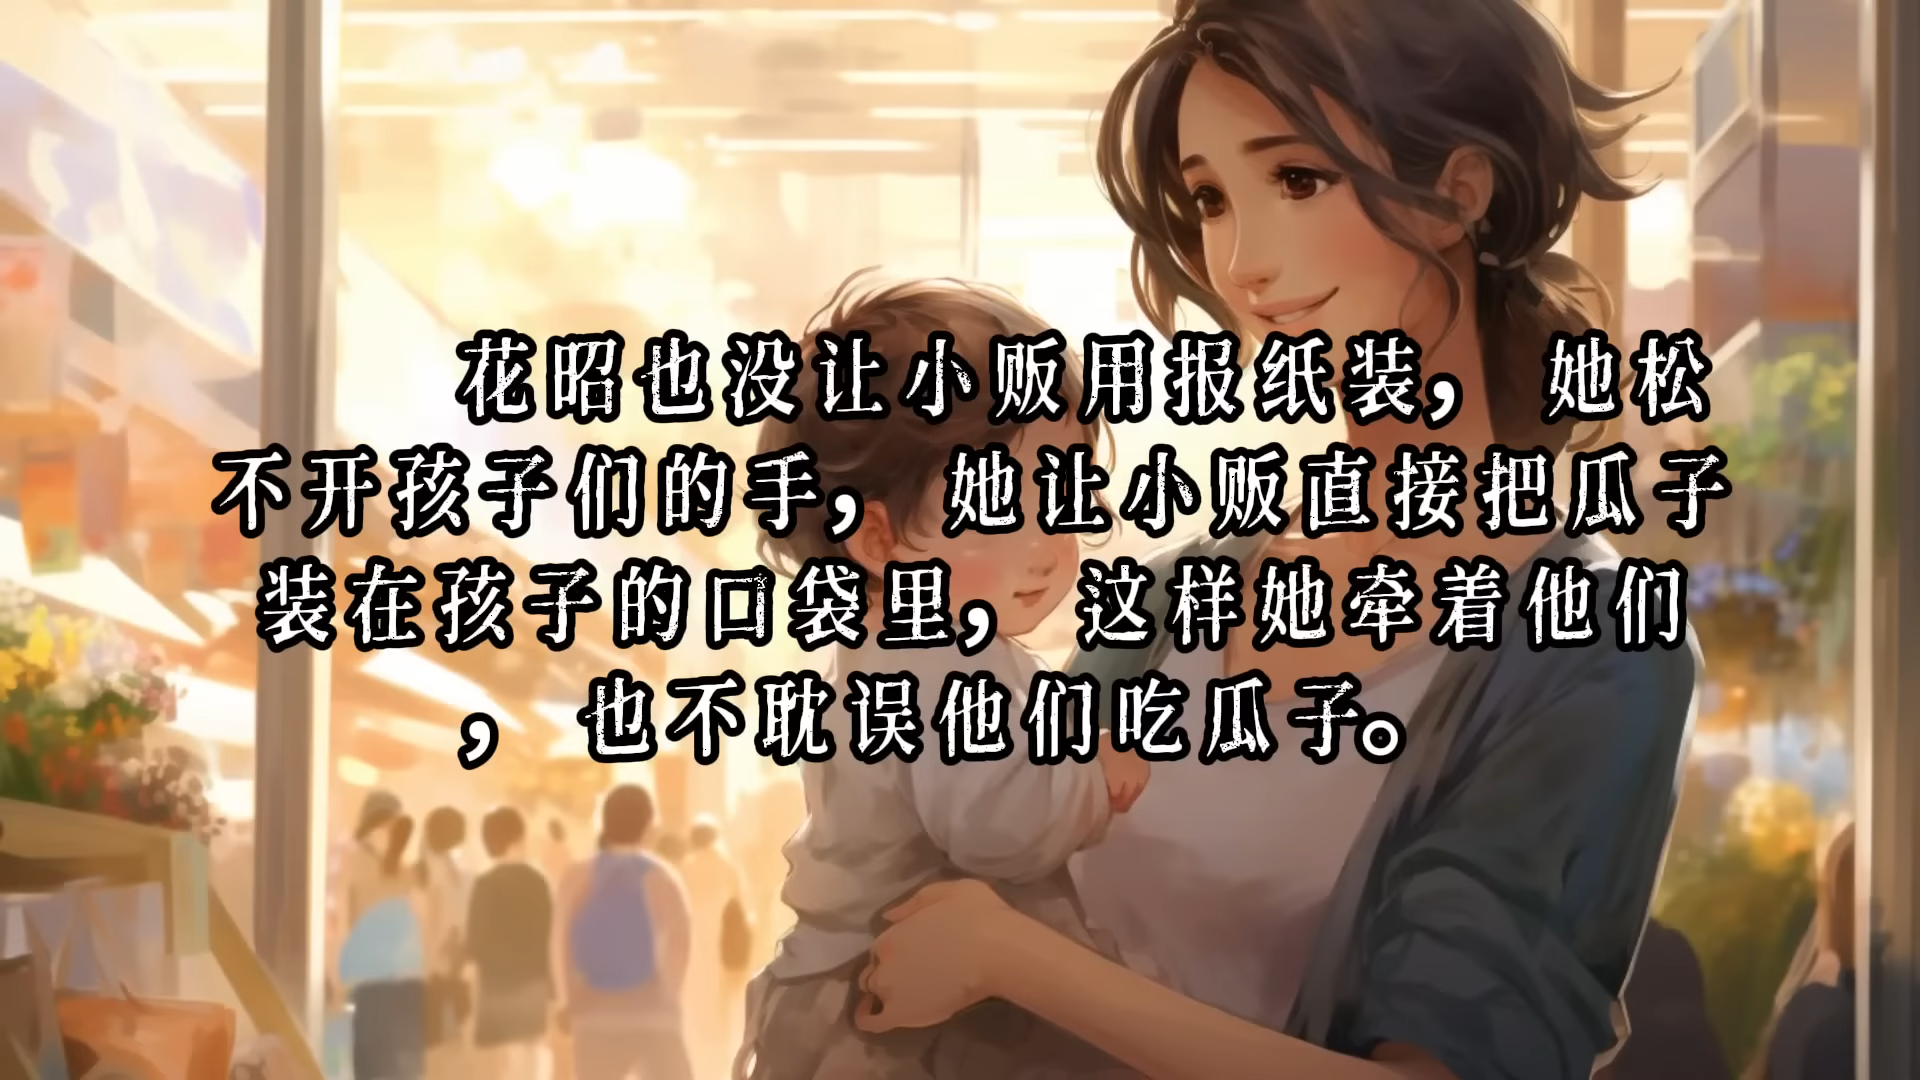 花昭也没让小贩用报纸装，她松
不开孩子们的手，她让小贩直接把瓜子
装在孩子的口袋里，这样她牵着他们
，也不耽误他们吃瓜子。